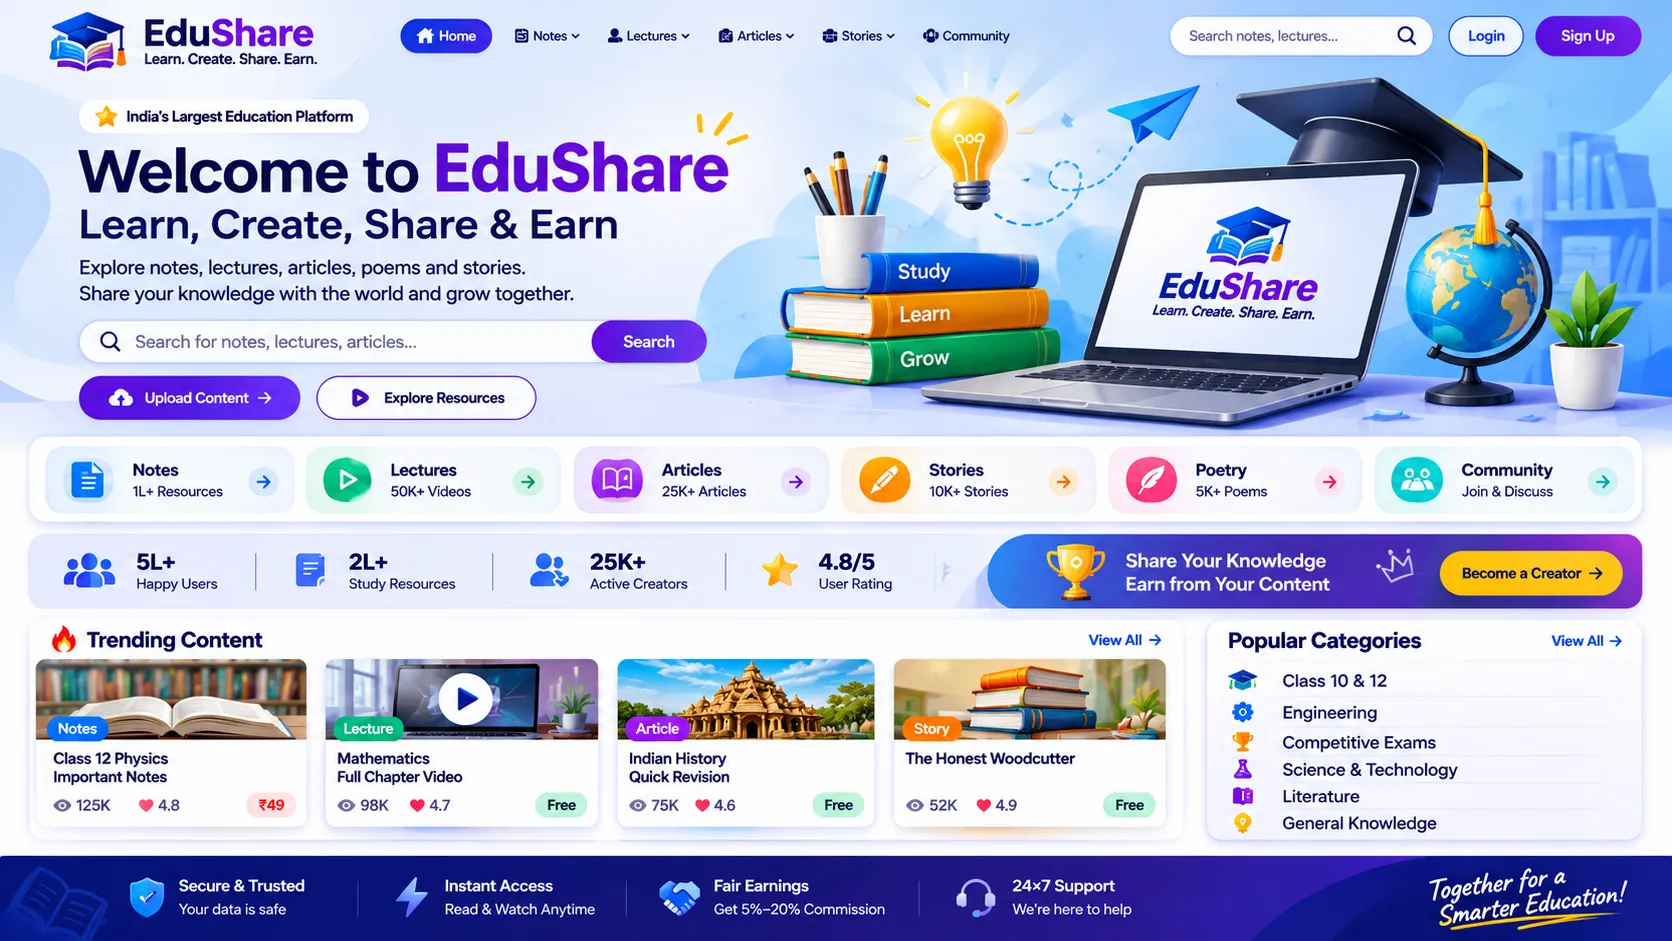 EduShare
Learn. Create. Share. Earn.
Home
Notes
Lectures
Articles
Stories
Community
Search notes, lectures...
Login
Sign Up
India's Largest Education Platform
Welcome to EduShare
Learn, Create, Share & Earn
Explore notes, lectures, articles, poems and stories.
Share your knowledge with the world and grow together.
Search for notes, lectures, articles...
Search
Upload Content →
Explore Resources
Study
Learn
Grow
EduShare
Learn. Create. Share. Earn.
Notes
1L+ Resources
Lectures
50K+ Videos
Articles
25K+ Articles
Stories
10K+ Stories
Poetry
5K+ Poems
Community
Join & Discuss
5L+
Happy Users
2L+
Study Resources
25K+
Active Creators
4.8/5
User Rating
Share Your Knowledge
Earn from Your Content
Become a Creator →
Trending Content
View All →
Notes
Class 12 Physics
Important Notes
125K
4.8
₹49
Lecture
Mathematics
Full Chapter Video
98K
4.7
Free
Article
Indian History
Quick Revision
75K
4.6
Free
Story
The Honest Woodcutter
52K
4.9
Free
Popular Categories
View All →
Class 10 & 12
Engineering
Competitive Exams
Science & Technology
Literature
General Knowledge
Secure & Trusted
Your data is safe
Instant Access
Read & Watch Anytime
Fair Earnings
Get 5%–20% Commission
24×7 Support
We're here to help
Together for a
Smarter Education!